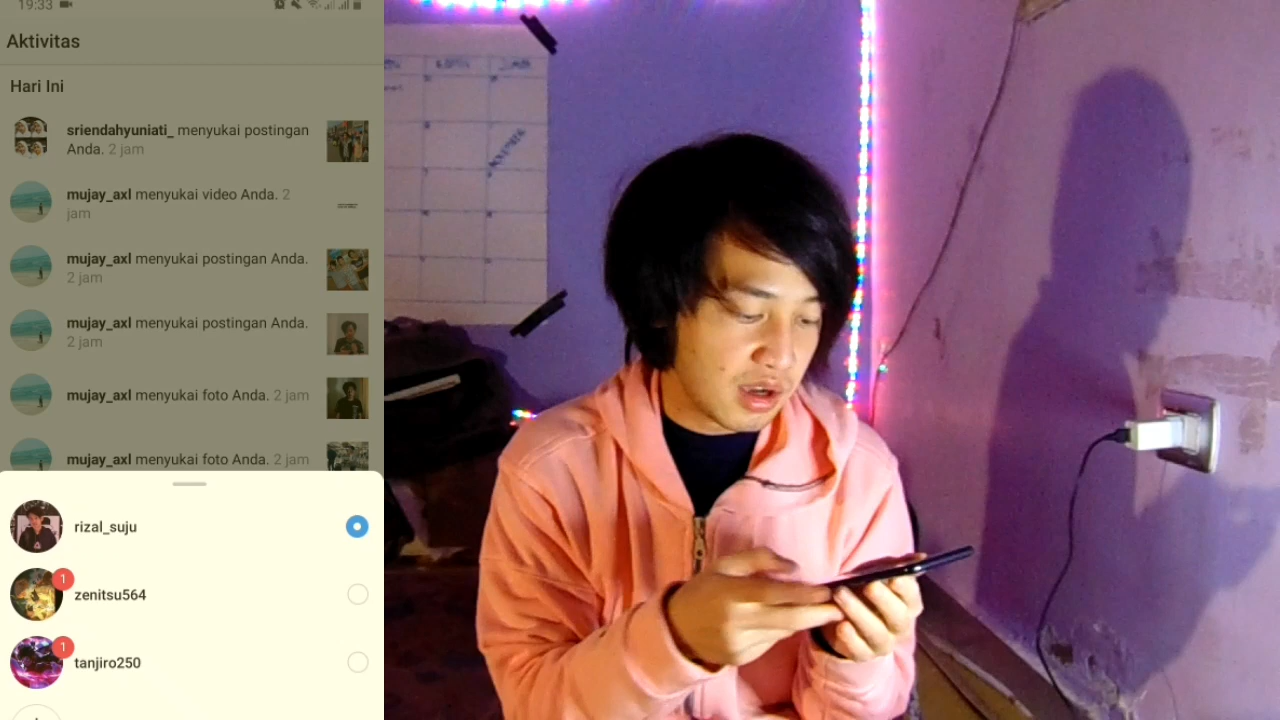 19:33
Aktivitas
Hari Ini
sriendahyuniati_ menyukai postingan
Anda. 2 jam
mujay_axl menyukai video Anda. 2
jam
mujay_axl menyukai postingan Anda.
2 jam
mujay_axl menyukai postingan Anda.
2 jam
mujay_axl menyukai foto Anda. 2 jam
mujay_axl menyukai foto Anda. 2 jam
rizal_suju
1
zenitsu564
1
tanjiro250
NOVEMBER